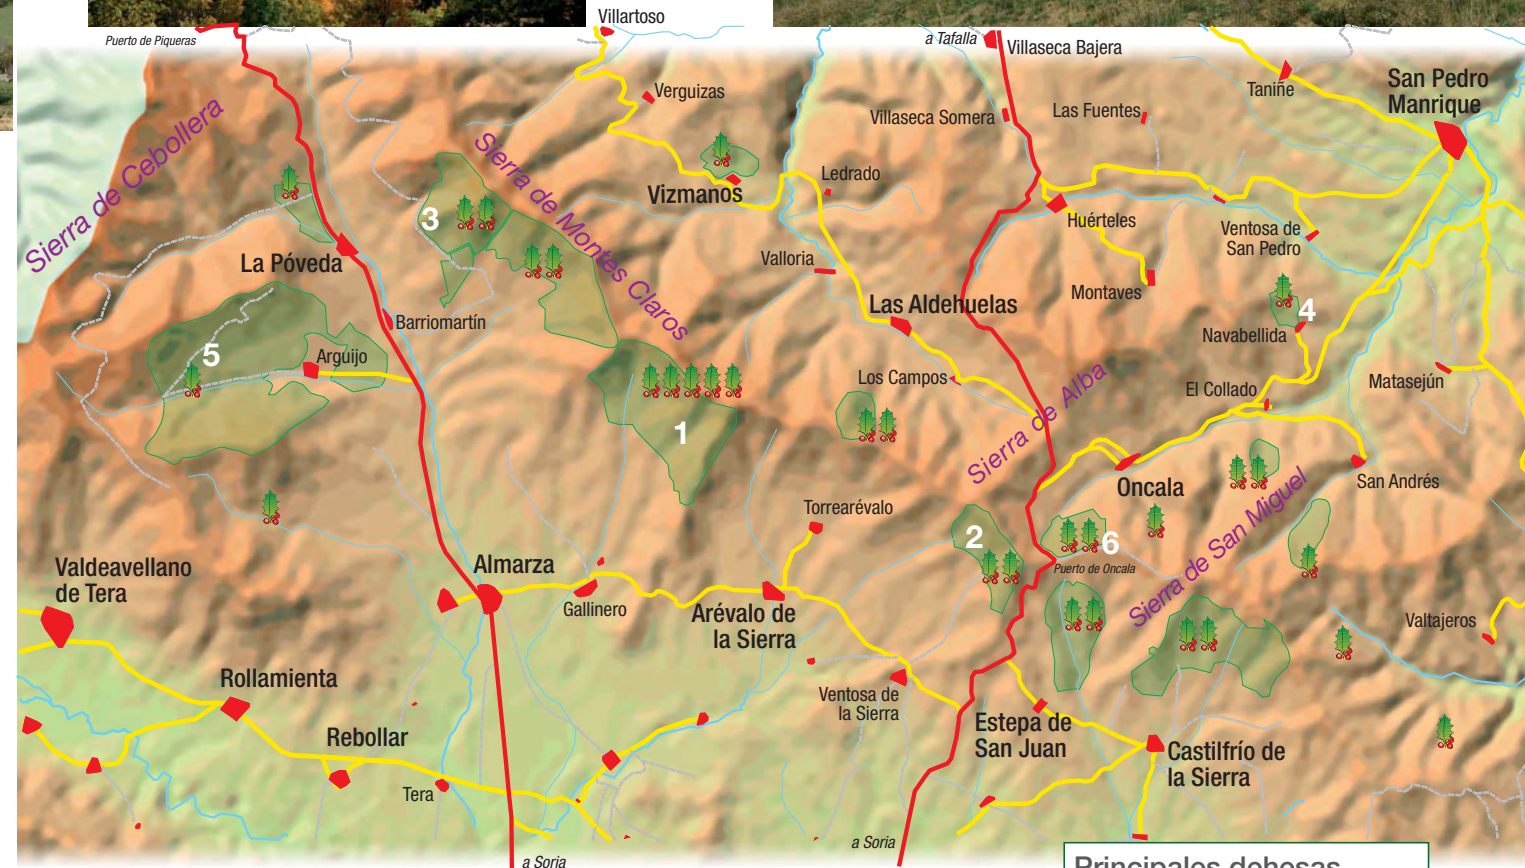 Villartoso
Puerto de Piqueras
a Tafalla
Villaseca Bajera
San Pedro
Manrique
Taniñe
Verguizas
Villaseca Somera
Las Fuentes
Sierra de Cebollera
Sierra de Montes Claros
Ledrado
Vizmanos
3
Huérteles
Ventosa de
San Pedro
La Póveda
Valloria
Montaves
Las Aldehuelas
4
Barriomartín
Navabellida
5
Arguijo
Los Campos
El Collado
Matasejún
Sierra de Alba
1
Oncala
San Andrés
Torrearévalo
Sierra de San Miguel
2
6
Puerto de Oncala
Valdeavellano
de Tera
Almarza
Gallinero
Arévalo de
la Sierra
Valtajeros
Rollamienta
Ventosa de
la Sierra
Estepa de
San Juan
Rebollar
Castilfrío de
la Sierra
Tera
a Soria
a Soria
Principales dehesas